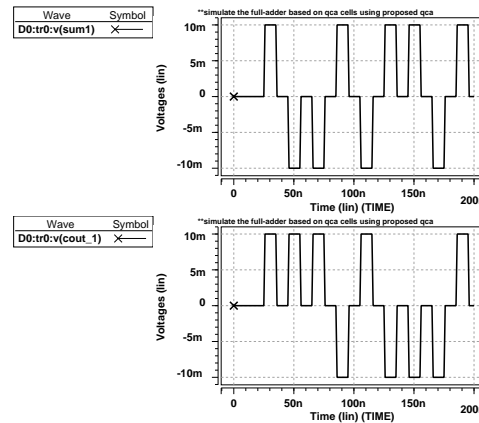 Wave Symbol
D0:tr0:v(sum1)
**simulate the full-adder based on qca cells using proposed qca
Voltages (lin)
10m
5m
0
-5m
-10m
0 50n 100n 150n 200n
Time (lin) (TIME)
Wave Symbol
D0:tr0:v(cout_1)
**simulate the full-adder based on qca cells using proposed qca
Voltages (lin)
10m
5m
0
-5m
-10m
0 50n 100n 150n 200n
Time (lin) (TIME)